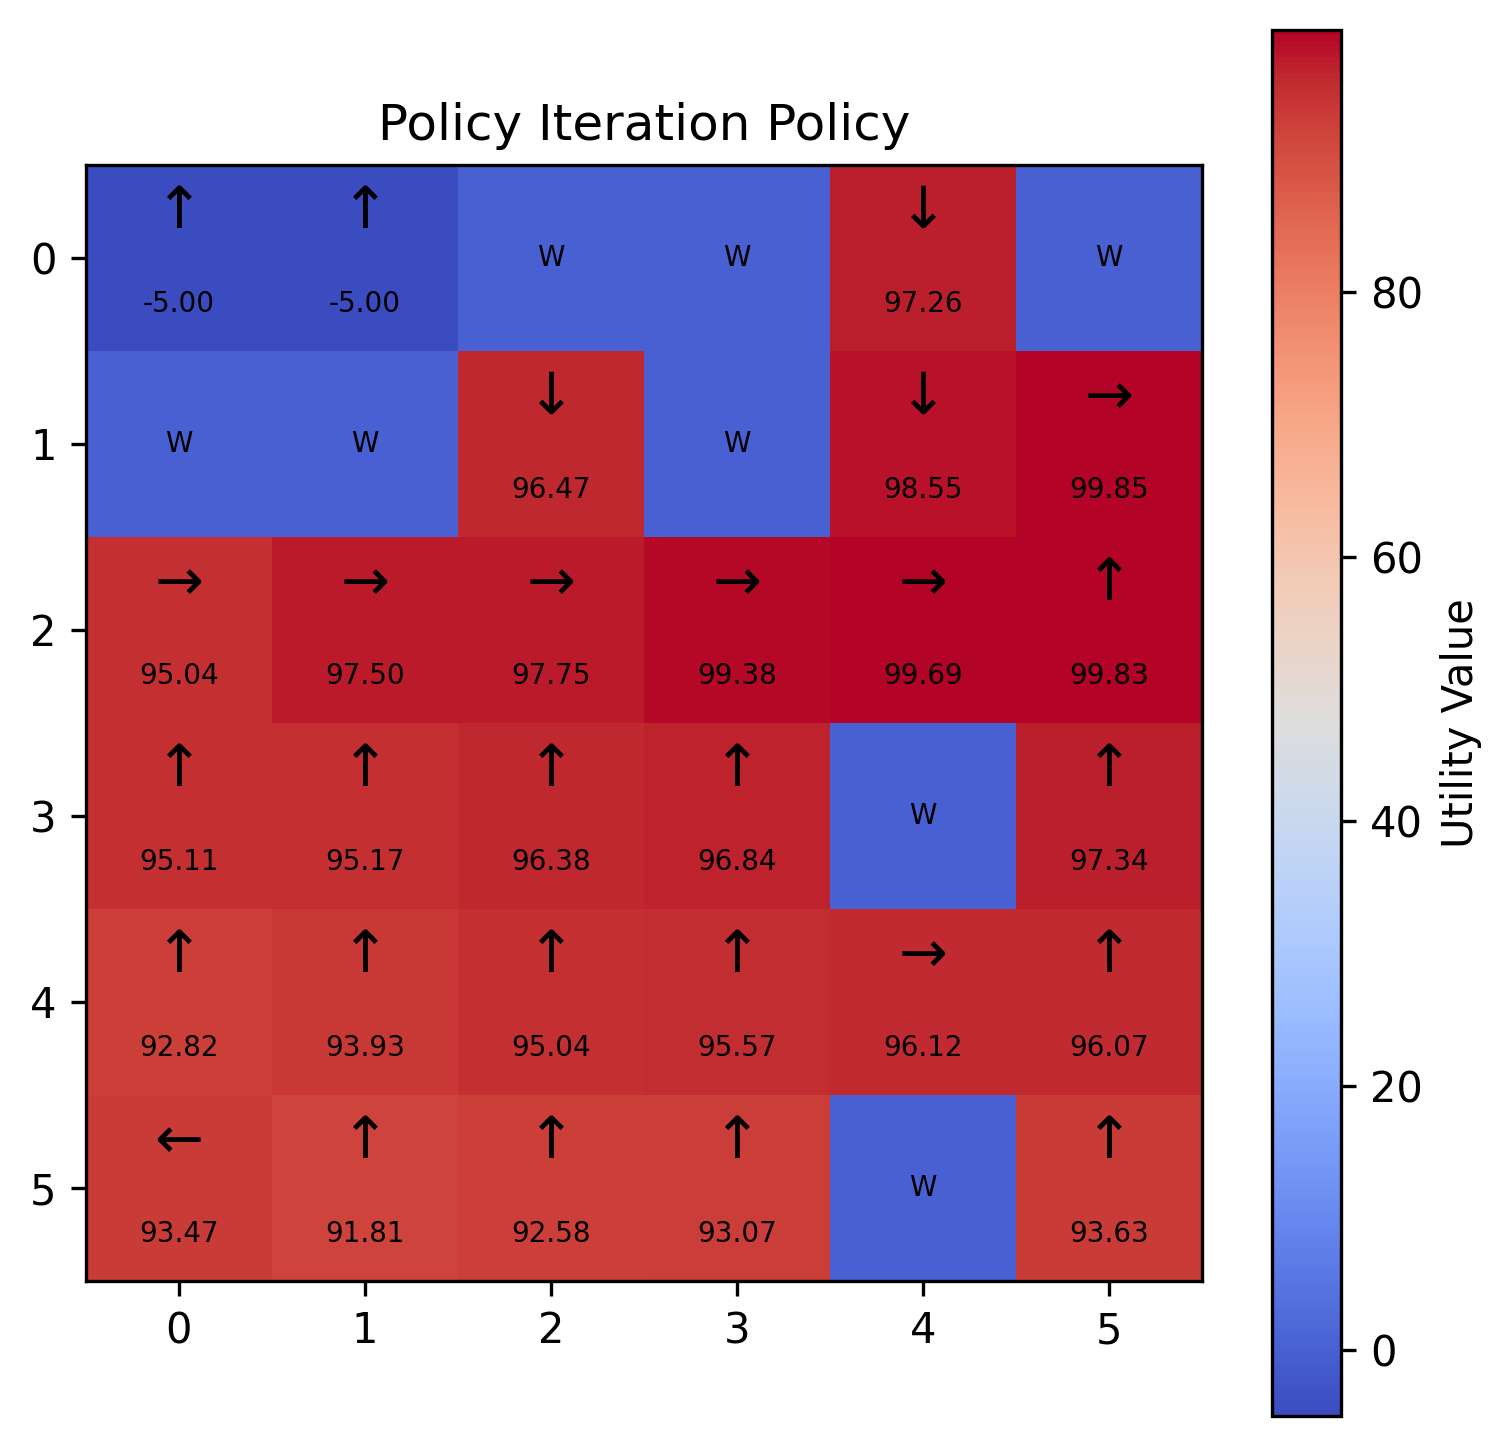 Policy Iteration Policy
0 ↑ ↑ W W ↓ W
-5.00 -5.00 97.26
1 W W ↓ W ↓ →
96.47 98.55 99.85
2 → → → → → ↑
95.04 97.50 97.75 99.38 99.69 99.83
3 ↑ ↑ ↑ ↑ W ↑
95.11 95.17 96.38 96.84 97.34
4 ↑ ↑ ↑ ↑ → ↑
92.82 93.93 95.04 95.57 96.12 96.07
5 ← ↑ ↑ ↑ W ↑
93.47 91.81 92.58 93.07 93.63
0 1 2 3 4 5
80
60
40
20
0
Utility Value